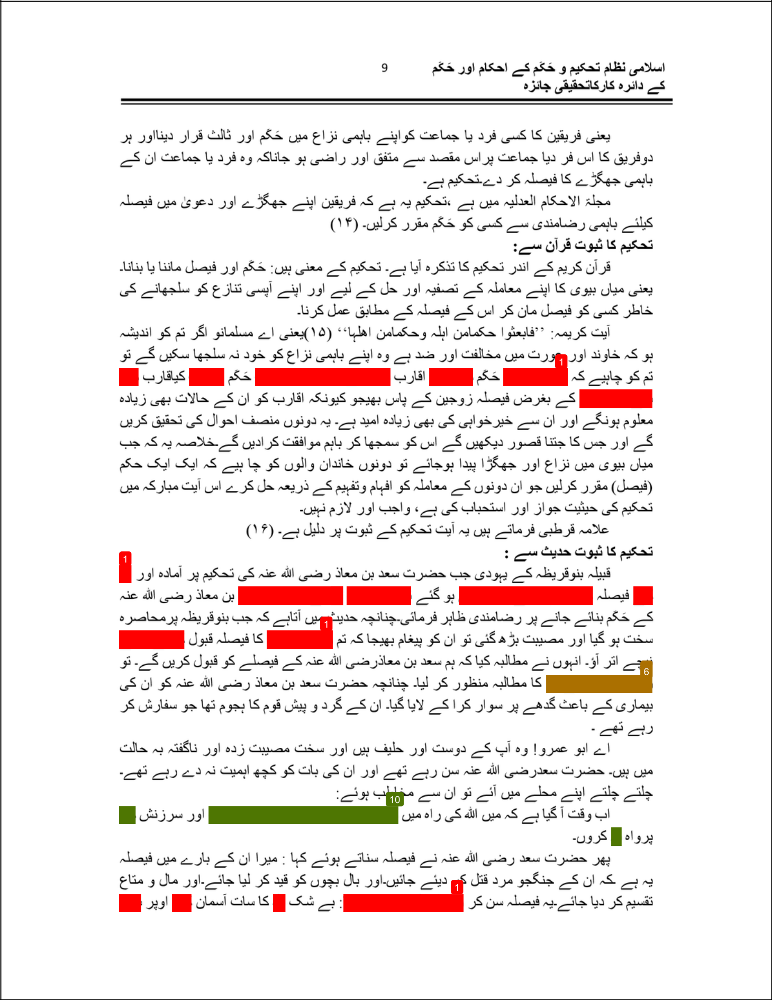 اسلامی نظام تحکیم و حَکَم کے احکام اور حَکَم 9
کے دائرہ کارکاتحقیقی جائزہ
یعنی فریقین کا کسی فرد یا جماعت کواپنے باہمی نزاع میں حَکَم اور ثالث قرار دینااور ہر
دوفریق کا اس فر دیا جماعت پراس مقصد سے متفق اور راضی ہو جاناکہ وہ فرد یا جماعت ان کے
باہمی جھگڑے کا فیصلہ کر دے۔تحکیم ہے۔
مجلۃ الاحکام العدلیہ میں ہے ،تحکیم یہ ہے کہ فریقین اپنے جھگڑے اور دعویٰ میں فیصلہ
کیلئے باہمی رضامندی سے کسی کو حَکَم مقرر کرلیں۔ (۱۴)
تحکیم کا ثبوت قرآن سے:
قرآن کریم کے اندر تحکیم کا تذکرہ آیا ہے۔ تحکیم کے معنی ہیں: حَکَم اور فیصل ماننا یا بنانا۔
یعنی میاں بیوی کا اپنے معاملہ کے تصفیہ اور حل کے لیے اور اپنے آپسی تنازع کو سلجھانے کی
خاطر کسی کو فیصل مان کر اس کے فیصلہ کے مطابق عمل کرنا۔
آیت کریمہ: ’’فابعثوا حکمامن اہلہ وحکمامن اھلہا‘‘ (۱۵)یعنی اے مسلمانو اگر تم کو اندیشہ
ہو کہ خاوند اور عورت میں مخالفت اور ضد ہے وہ اپنے باہمی نزاع کو خود نہ سلجھا سکیں گے تو
1
تم کو چاہیے کہ حَکَم اقارب حَکَم کیاقارب
کے بغرض فیصلہ زوجین کے پاس بھیجو کیونکہ اقارب کو ان کے حالات بھی زیادہ
معلوم ہونگے اور ان سے خیرخواہی کی بھی زیادہ امید ہے۔ یہ دونوں منصف احوال کی تحقیق کریں
گے اور جس کا جتنا قصور دیکھیں گے اس کو سمجھا کر باہم موافقت کرادیں گے۔خلاصہ یہ کہ جب
میاں بیوی میں نزاع اور جھگڑا پیدا ہوجائے تو دونوں خاندان والوں کو چا ہیے کہ ایک ایک حکم
(فیصل) مقرر کرلیں جو ان دونوں کے معاملہ کو افہام وتفہیم کے ذریعہ حل کرے اس آیت مبارکہ میں
تحکیم کی حیثیت جواز اور استحباب کی ہے، واجب اور لازم نہیں۔
علامہ قرطبی فرماتے ہیں یہ آیت تحکیم کے ثبوت پر دلیل ہے۔ (۱۶)
تحکیم کا ثبوت حدیث سے :
1
قبیلہ بنوقریظہ کے یہودی جب حضرت سعد بن معاذ رضی اللہ عنہ کی تحکیم پر آمادہ اور
فیصلہ ہو گئے بن معاذ رضی اللہ عنہ
کے حَکَم بنائے جانے پر رضامندی ظاہر فرمائی۔چنانچہ حدیث میں آتاہے کہ جب بنوقریظہ پرمحاصرہ
1
سخت ہو گیا اور مصیبت بڑھ گئی تو ان کو پیغام بھیجا کہ تم کا فیصلہ قبول
نیچے اتر آؤ۔ انہوں نے مطالبہ کیا کہ ہم سعد بن معاذرضی اللہ عنہ کے فیصلے کو قبول کریں گے۔ تو
6
کا مطالبہ منظور کر لیا۔ چنانچہ حضرت سعد بن معاذ رضی اللہ عنہ کو ان کی
بیماری کے باعث گدھے پر سوار کرا کے لایا گیا۔ ان کے گرد و پیش قوم کا ہجوم تھا جو سفارش کر
رہے تھے ۔
اے ابو عمرو! وہ آپ کے دوست اور حلیف ہیں اور سخت مصیبت زدہ اور ناگفتہ بہ حالت
میں ہیں۔ حضرت سعدرضی اللہ عنہ سن رہے تھے اور ان کی بات کو کچھ اہمیت نہ دے رہے تھے۔
چلتے چلتے اپنے محلے میں آئے تو ان سے مخاطب ہوئے:
10
اب وقت آ گیا ہے کہ میں اللہ کی راہ میں اور سرزنش
پرواہ کروں۔
پھر حضرت سعد رضی اللہ عنہ نے فیصلہ سناتے ہوئے کہا : میرا ان کے بارے میں فیصلہ
یہ ہے کہ ان کے جنگجو مرد قتل کر دیئے جائیں۔اور بال بچوں کو قید کر لیا جائے۔اور مال و متاع
1
تقسیم کر دیا جائے۔یہ فیصلہ سن کر : بے شک کا سات آسمان اوپر